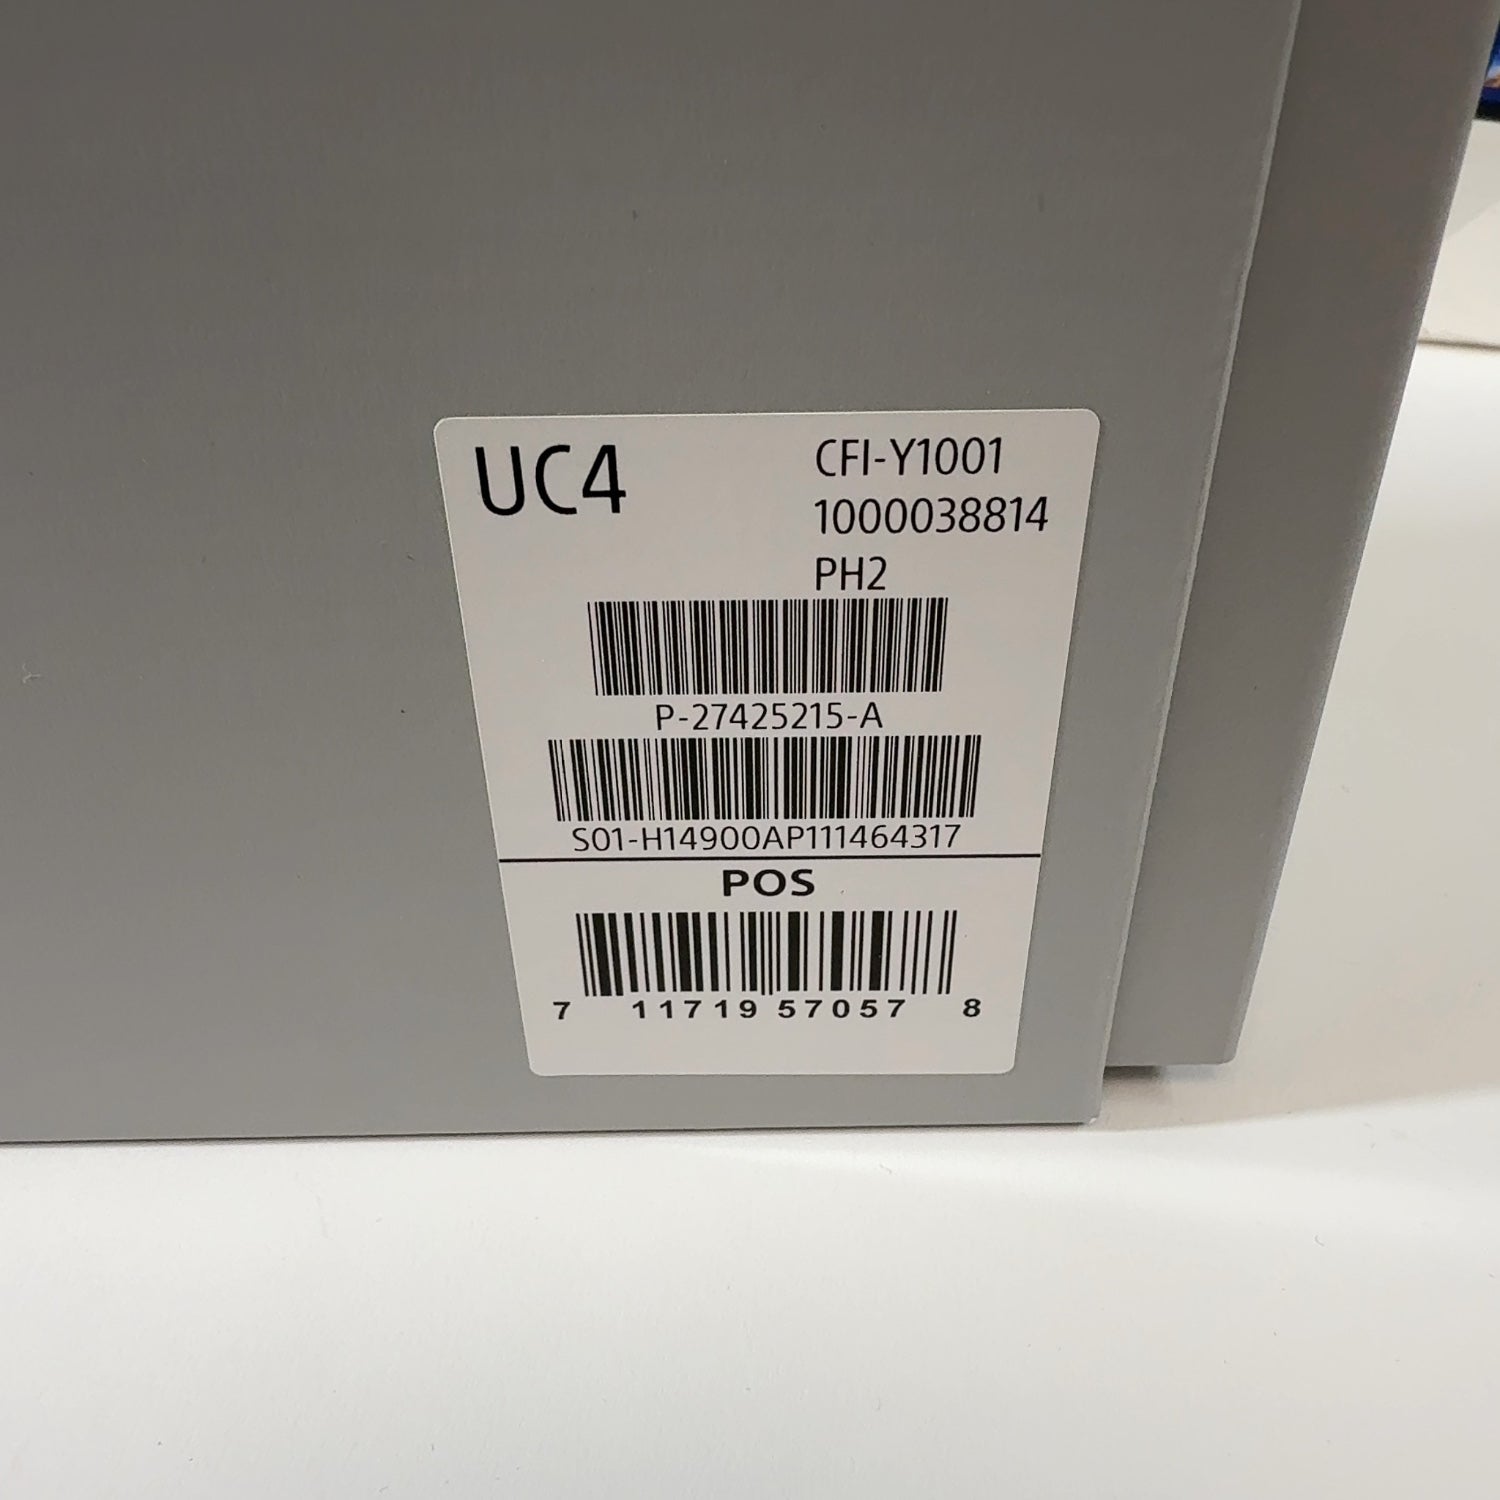 UC4
CFI-Y1001
1000038814
PH2
P-27425215-A
S01-H14900AP111464317
POS
7 11719 57057 8